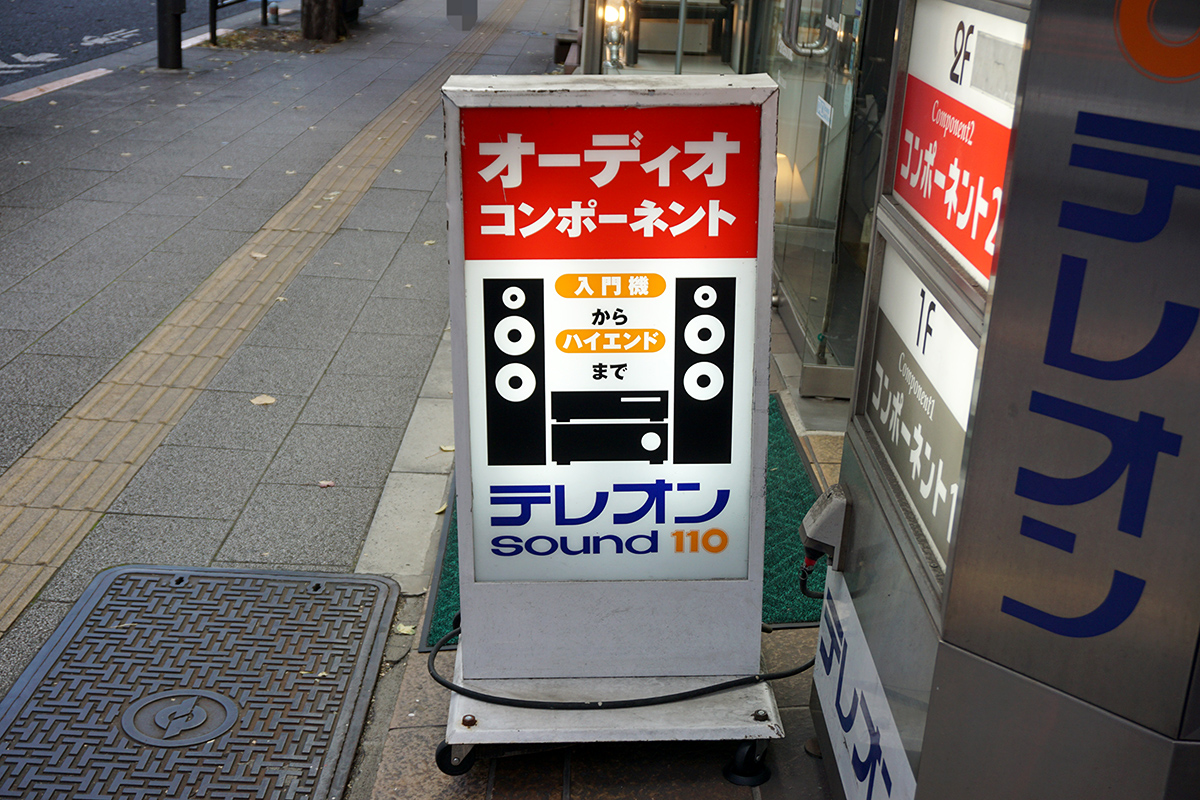 オーディオ
コンポーネント
入門機
から
ハイエンド
まで
テレオン
sound 110
2F
Component2
コンポーネント2
1F
Component1
コンポーネント1
テレオン
テレオン